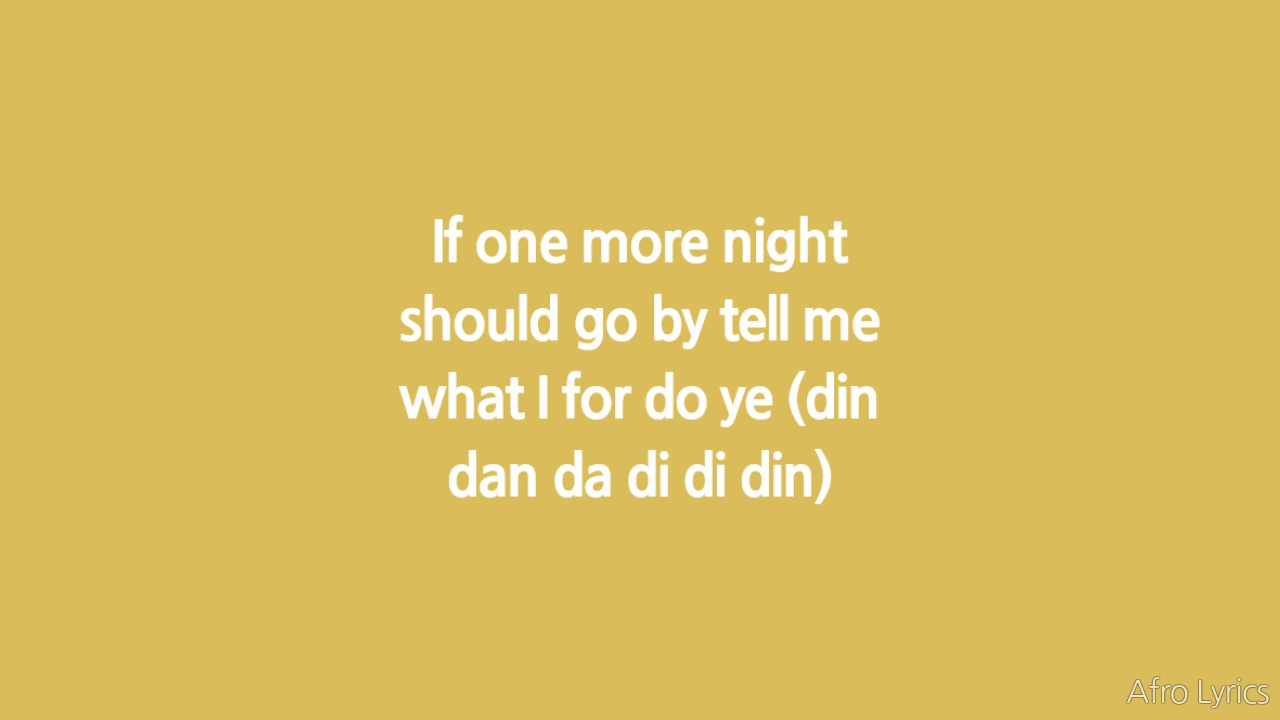 If one more night
should go by tell me
what I for do ye (din
dan da di di din)
Afro Lyrics